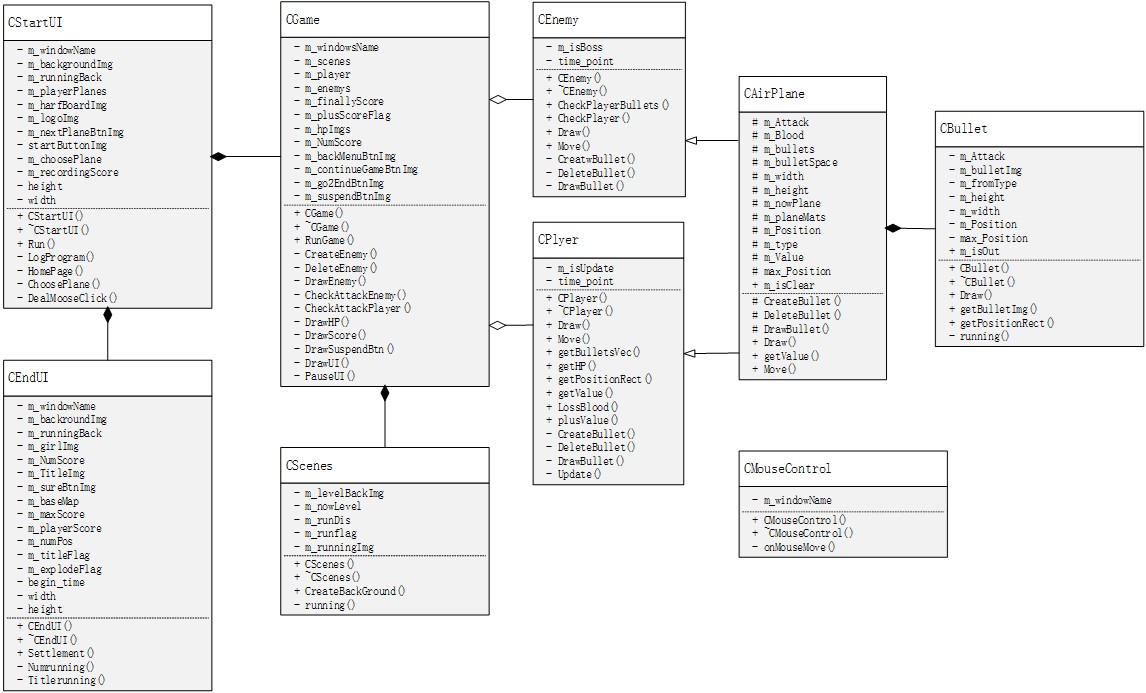 CStartUI
- m_windowName
- m_backgroundImg
- m_runningBack
- m_playerPlanes
- m_harfBoardImg
- m_logoImg
- m_nextPlaneBtnImg
- startButtonImg
- m_choosePlane
- m_recordingScore
- height
- width
+ CStartUI()
+ ~CStartUI()
+ Run()
- LogProgram()
- HomePage()
- ChoosePlane()
- DealMooseClick()
CEndUI
- m_windowName
- m_backroundImg
- m_runningBack
- m_girlImg
- m_NumScore
- m_TitleImg
- m_sureBtnImg
- m_baseMap
- m_maxScore
- m_playerScore
- m_numPos
- m_titleFlag
- m_explodeFlag
- begin_time
- width
- height
+ CEndUI()
+ ~CEndUI()
+ Settlement()
- Numrunning()
- Titlerunning()
CGame
- m_windowsName
- m_scenes
- m_player
- m_enemys
- m_finallyScore
- m_plusScoreFlag
- m_hpImgs
- m_NumScore
- m_backMenuBtnImg
- m_continueGameBtnImg
- m_go2EndBtnImg
- m_suspendBtnImg
+ CGame()
+ ~CGame()
+ RunGame()
- CreateEnemy()
- DeleteEnemy()
- DrawEnemy()
- CheckAttackEnemy()
- CheckAttackPlayer()
- DrawHP()
- DrawScore()
- DrawSuspendBtn()
- DrawUI()
- PauseUI()
CScenes
- m_levelBackImg
- m_nowLevel
- m_runDis
- m_runflag
- m_runningImg
+ CScenes()
+ ~CScenes()
+ CreateBackGround()
- running()
CEnemy
- m_isBoss
- time_point
+ CEnemy()
+ ~CEnemy()
+ CheckPlayerBullets()
+ CheckPlayer()
+ Draw()
+ Move()
- CreatwBullet()
- DeleteBullet()
- DrawBullet()
CPlyer
- m_isUpdate
- time_point
+ CPlayer()
+ ~CPlayer()
+ Draw()
+ Move()
+ getBulletsVec()
+ getHP()
+ getPositionRect()
+ getValue()
+ LossBlood()
+ plusValue()
- CreateBullet()
- DeleteBullet()
- DrawBullet()
- Update()
CAirPlane
# m_Attack
# m_Blood
# m_bullets
# m_bulletSpace
# m_width
# m_height
# m_nowPlane
# m_planeMats
# m_Position
# m_type
# m_Value
# max_Position
+ m_isClear
# CreateBullet()
# DeleteBullet()
# DrawBullet()
+ Draw()
+ getValue()
+ Move()
CBullet
- m_Attack
- m_bulletImg
- m_fromType
- m_height
- m_width
- m_Position
- max_Position
+ m_isOut
+ CBullet()
+ ~CBullet()
+ Draw()
+ getBulletImg()
+ getPositionRect()
- running()
CMouseControl
- m_windowName
+ CMouseControl()
+ ~CMouseControl()
- onMouseMove()